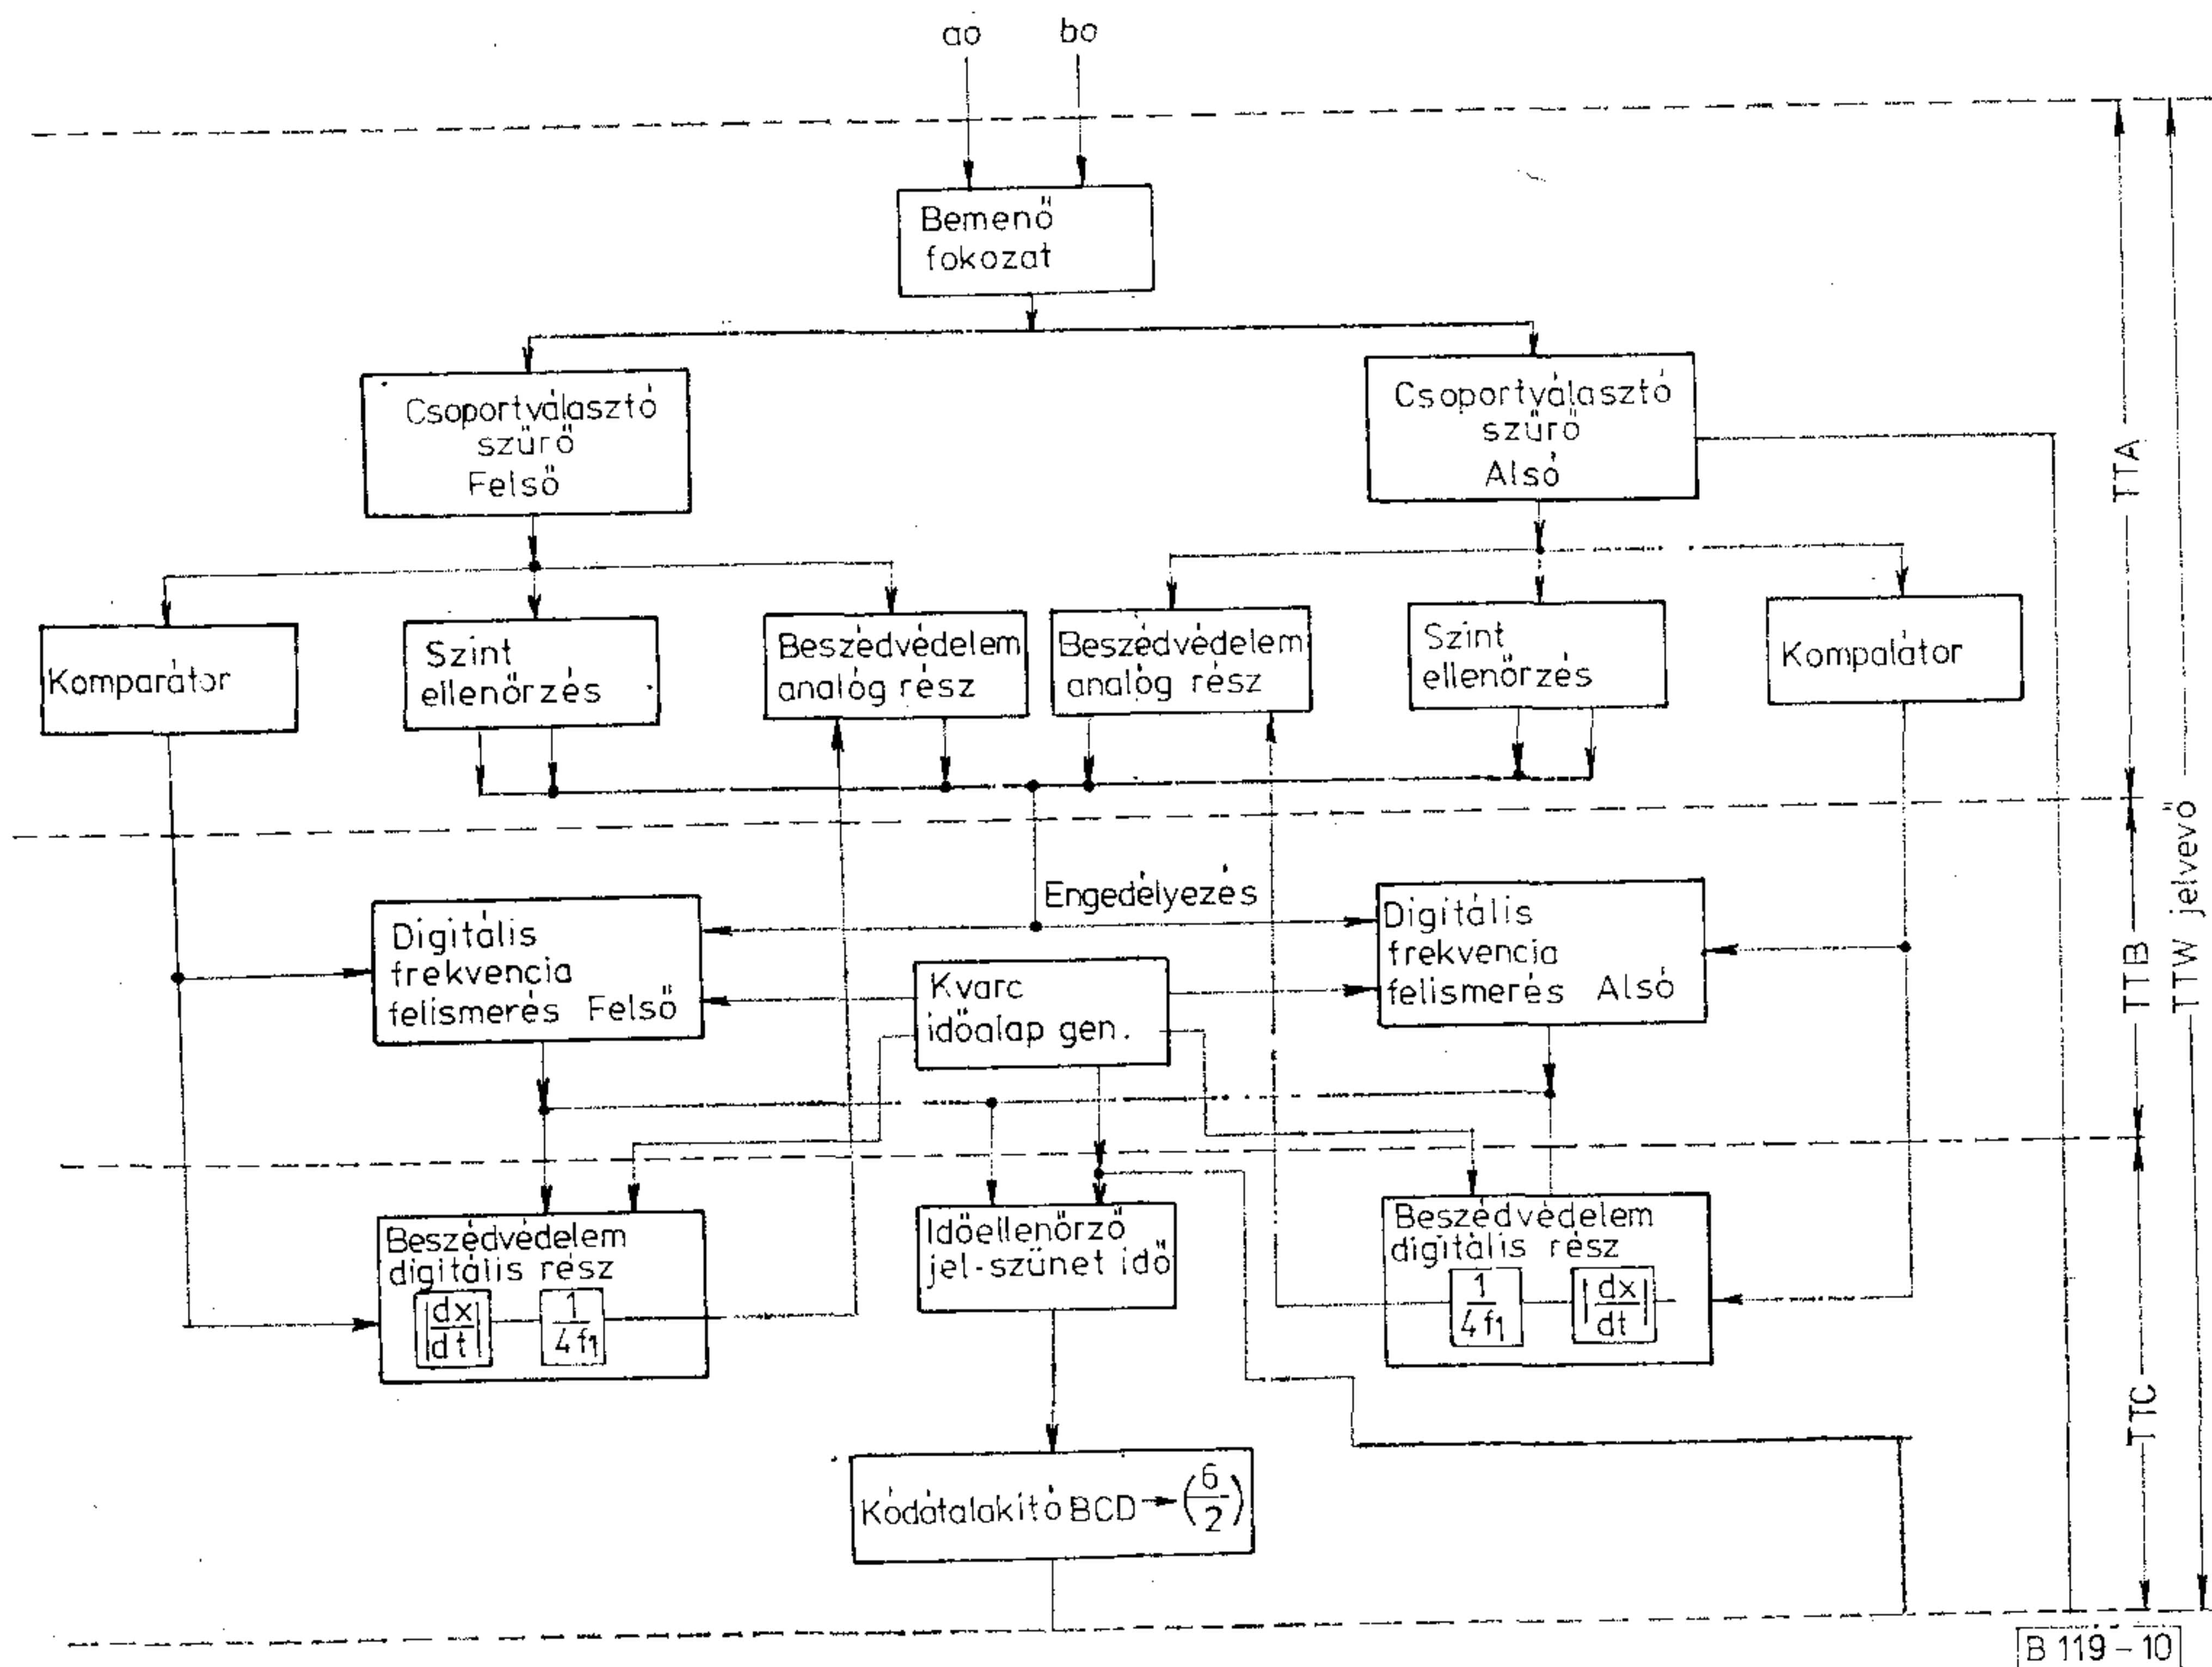 ao
bo
Bemenő
fokozat
Csoportválasztó
szűrő
Felső
Csoportválasztó
szűrő
Alsó
Komparátor
Szint
ellenőrzés
Beszédvédelem
analóg rész
Beszédvédelem
analóg rész
Szint
ellenőrzés
Kompalátor
TTA
Engedélyezés
Digitális
frekvencia
felismerés Felső
Kvarc
időalap gen.
Digitális
frekvencia
felismerés Alsó
TTB
TTW jelvevő
Beszédvédelem
digitális rész
|dx/dt|
1/4f1
Időellenőrző
jel-szünet idő
Beszédvédelem
digitális rész
1/4f1
|dx/dt|
TTC
Kódátalakító BCD→(6/2)
B 119-10